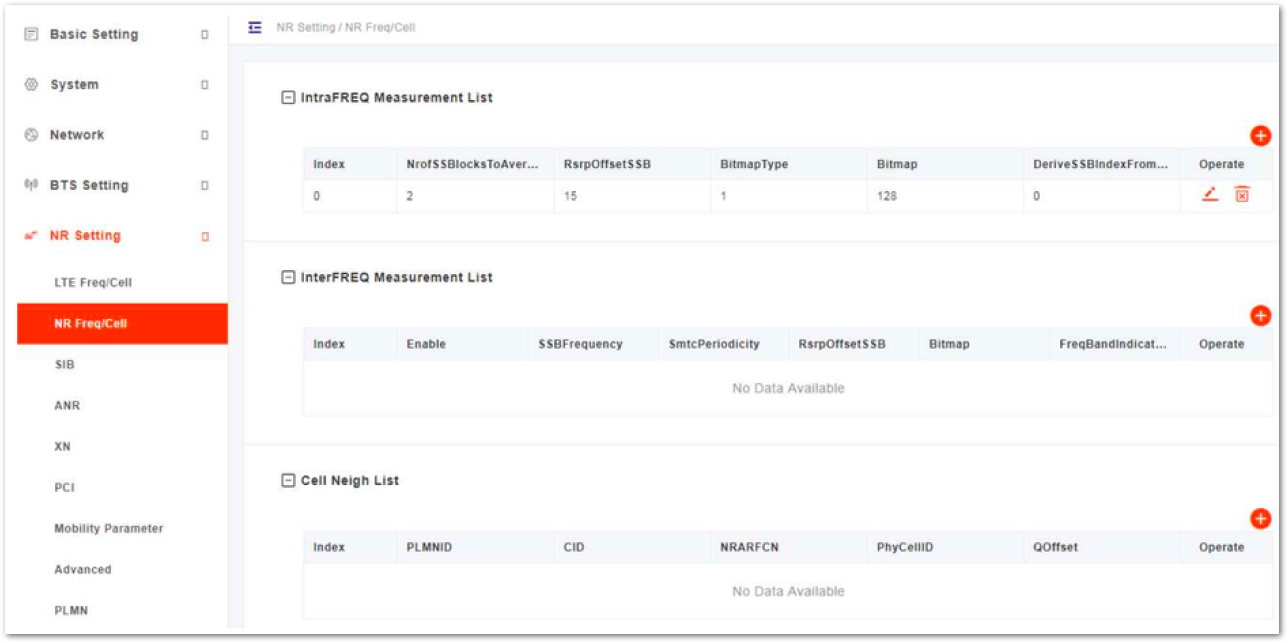 Basic Setting
System
Network
BTS Setting
NR Setting
LTE Freq/Cell
NR Freq/Cell
SIB
ANR
XN
PCI
Mobility Parameter
Advanced
PLMN
NR Setting / NR Freq/Cell
IntraFREQ Measurement List
Index NrofSSBlocksToAver... RsrpOffsetSSB BitmapType Bitmap DeriveSSBIndexFrom... Operate
0 2 15 1 128 0
InterFREQ Measurement List
Index Enable SSBFrequency SmtcPeriodicity RsrpOffsetSSB Bitmap FreqBandIndicat... Operate
No Data Available
Cell Neigh List
Index PLMNID CID NRARFCN PhyCellID QOffset Operate
No Data Available